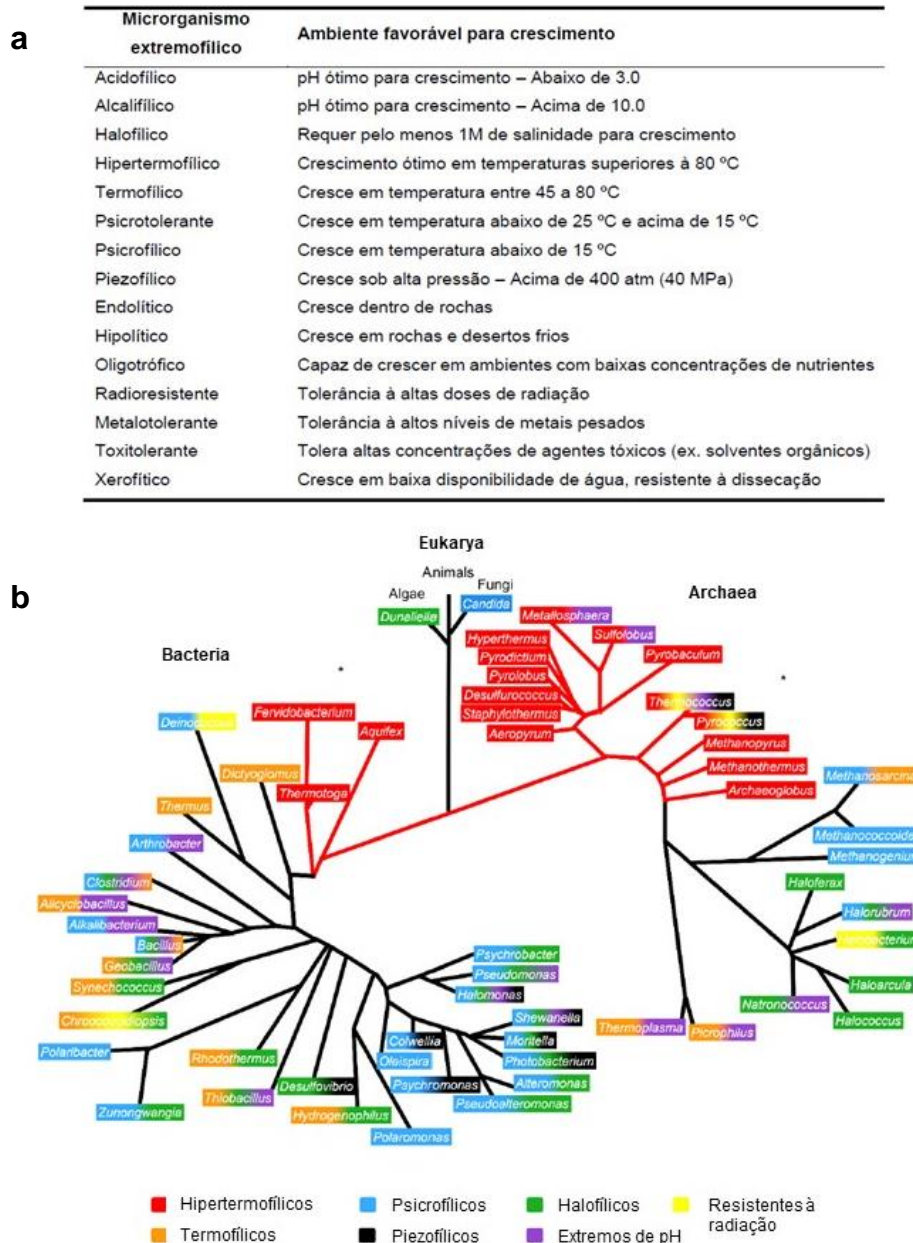 a
Microrganismo
extremofílico
Ambiente favorável para crescimento
Acidofílico pH ótimo para crescimento – Abaixo de 3.0
Alcalifílico pH ótimo para crescimento – Acima de 10.0
Halofílico Requer pelo menos 1M de salinidade para crescimento
Hipertermofílico Crescimento ótimo em temperaturas superiores à 80 ºC
Termofílico Cresce em temperatura entre 45 a 80 ºC
Psicrotolerante Cresce em temperatura abaixo de 25 ºC e acima de 15 ºC
Psicrofílico Cresce em temperatura abaixo de 15 ºC
Piezofílico Cresce sob alta pressão – Acima de 400 atm (40 MPa)
Endolítico Cresce dentro de rochas
Hipolítico Cresce em rochas e desertos frios
Oligotrófico Capaz de crescer em ambientes com baixas concentrações de nutrientes
Radioresistente Tolerância à altas doses de radiação
Metalotolerante Tolerância à altos níveis de metais pesados
Toxitolerante Tolera altas concentrações de agentes tóxicos (ex. solventes orgânicos)
Xerofítico Cresce em baixa disponibilidade de água, resistente à dissecação
b
Eukarya
Animals
Algae
Fungi
Dunaliella
Candida
Archaea
Metallosphaera
Sulfolobus
Hyperthermus
Pyrodictium
Pyrolobus
Desulfurococcus
Staphylothermus
Aeropyrum
Pyrobaculum
Thermococcus
Pyrococcus
Methanopyrus
Methanothermus
Archaeoglobus
Methanosarcina
Methanococcoide
Methanogenium
Haloferax
Halorubrum
Halobacterium
Haloarcula
Halococcus
Natronococcus
Picrophilus
Thermoplasma
Bacteria
Fervidobacterium
Aquifex
Thermotoga
Deinococcus
Dictyoglomus
Thermus
Arthrobacter
Clostridium
Alicyclobacillus
Alkalibacterium
Bacillus
Geobacillus
Synechococcus
Chroococcidiopsis
Polaribacter
Zunongwangia
Rhodothermus
Thiobacillus
Desulfovibrio
Hydrogenophilus
Polaromonas
Psychrobacter
Pseudomonas
Halomonas
Shewanella
Moritella
Photobacterium
Colwellia
Oleispira
Psychromonas
Alteromonas
Pseudoalteromonas
Hipertermofílicos
Termofílicos
Psicrofílicos
Piezofílicos
Halofílicos
Extremos de pH
Resistentes à
radiação